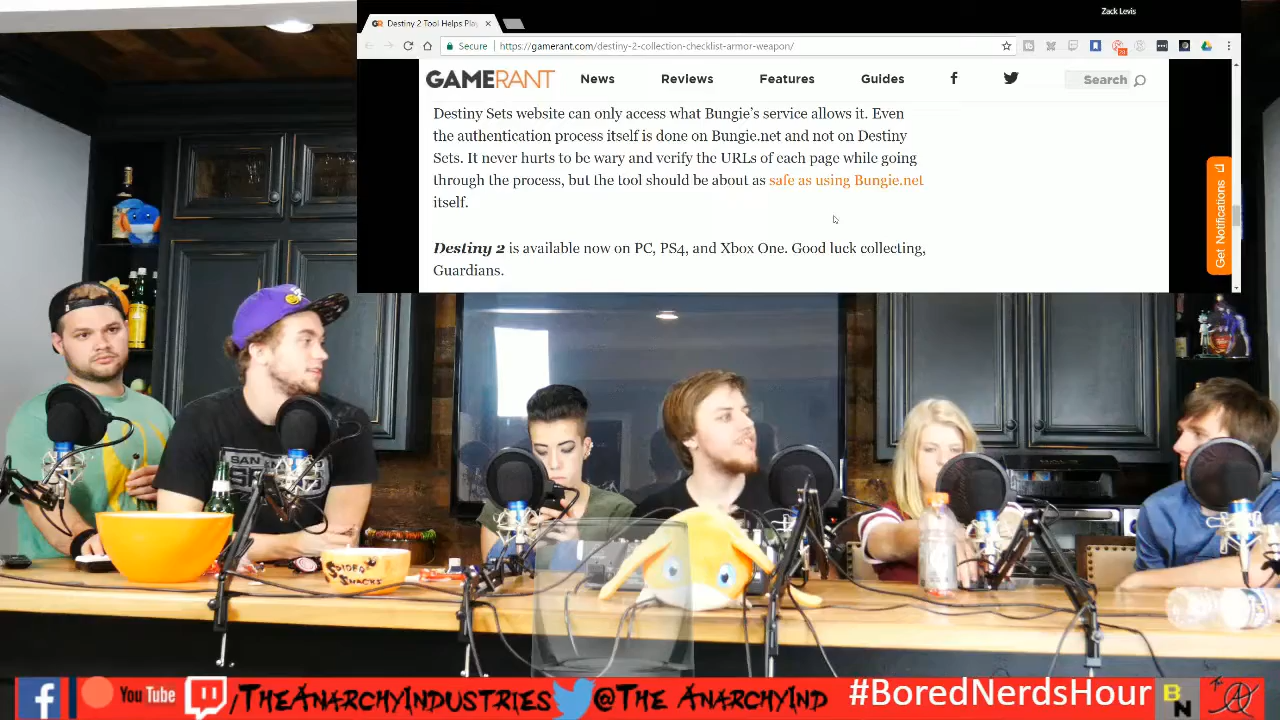 Zack Levis
GR Destiny 2 Tool Helps Play
Secure https://gamerant.com/destiny-2-collection-checklist-armor-weapon/
GAMERANT News Reviews Features Guides Search
Destiny Sets website can only access what Bungie's service allows it. Even
the authentication process itself is done on Bungie.net and not on Destiny
Sets. It never hurts to be wary and verify the URLs of each page while going
through the process, but the tool should be about as safe as using Bungie.net
itself.
Destiny 2 is available now on PC, PS4, and Xbox One. Good luck collecting,
Guardians.
Get Notifications
SAN
SNACKS
YouTube /TheAnarchyIndustries @The AnarchyInd #BoredNerdsHour BN